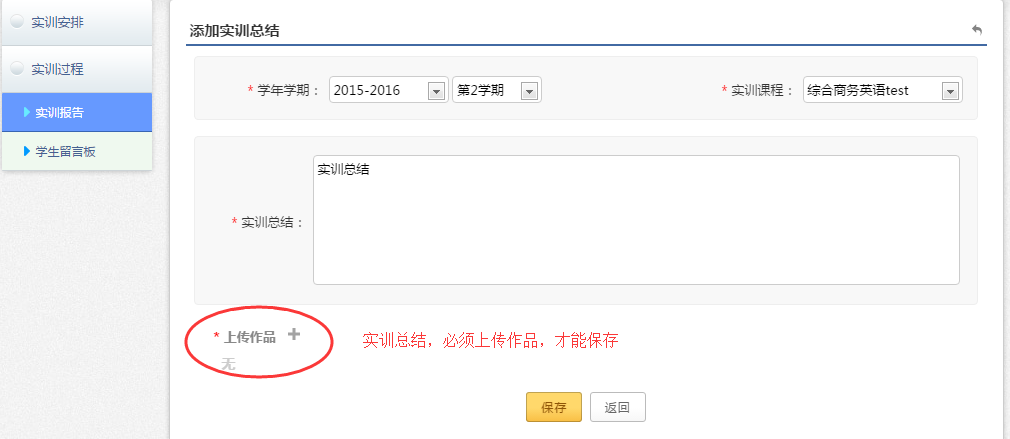 实训安排
实训过程
实训报告
学生留言板
添加实训总结
* 学年学期： 2015-2016 第2学期 * 实训课程： 综合商务英语test
* 实训总结： 实训总结
* 上传作品
无
实训总结，必须上传作品，才能保存
保存 返回